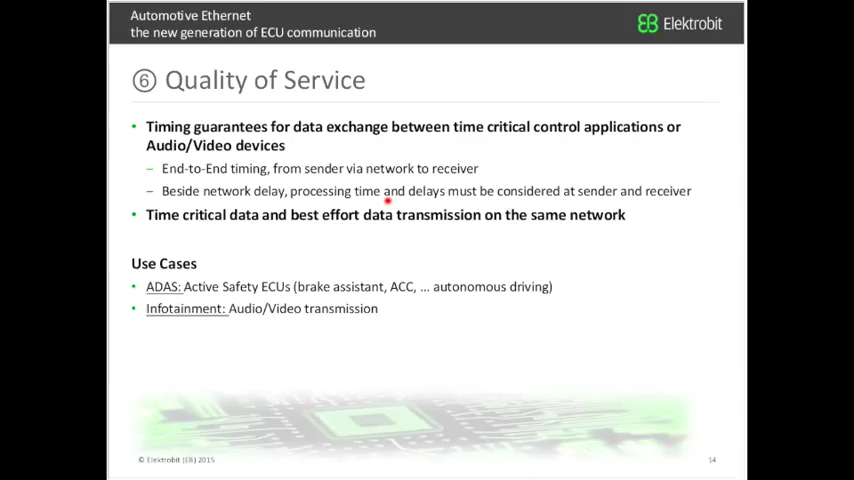 Automotive Ethernet
the new generation of ECU communication
EB Elektrobit
⑥ Quality of Service
• Timing guarantees for data exchange between time critical control applications or
Audio/Video devices
– End-to-End timing, from sender via network to receiver
– Beside network delay, processing time and delays must be considered at sender and receiver
• Time critical data and best effort data transmission on the same network
Use Cases
• ADAS: Active Safety ECUs (brake assistant, ACC, … autonomous driving)
• Infotainment: Audio/Video transmission
© Elektrobit (EB) 2015
14